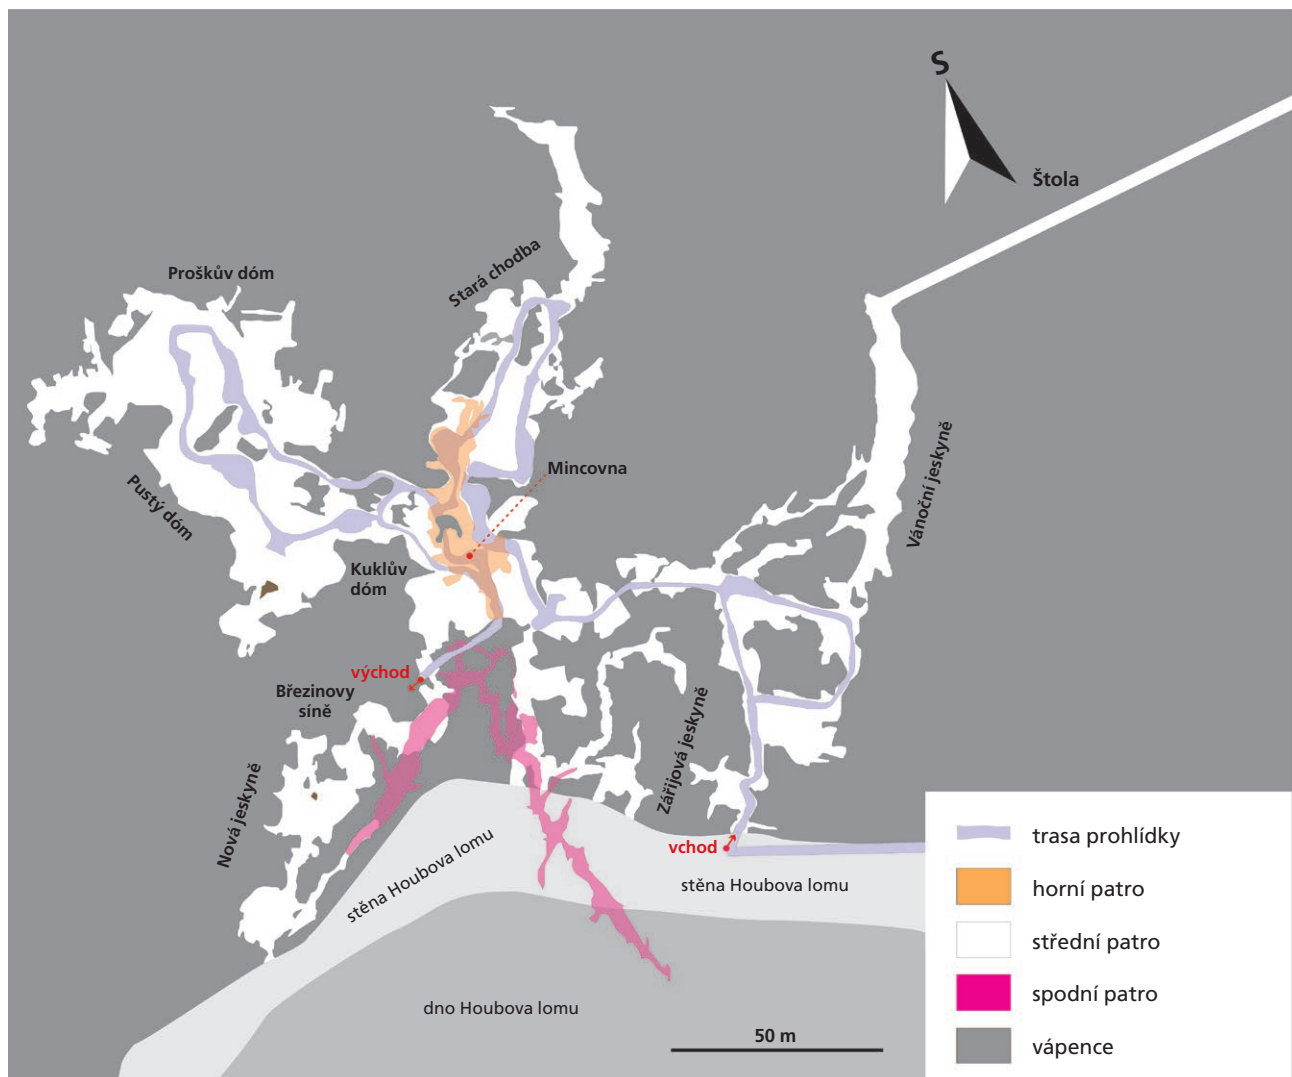 S
Štola
Proškův dóm
Stará chodba
Mincovna
Pustý dóm
Vánoční jeskyně
Kuklův
dóm
východ
Březinovy
síně
Zářijová jeskyně
Nová jeskyně
vchod
stěna Houbova lomu
stěna Houbova lomu
dno Houbova lomu
50 m
trasa prohlídky
horní patro
střední patro
spodní patro
vápence